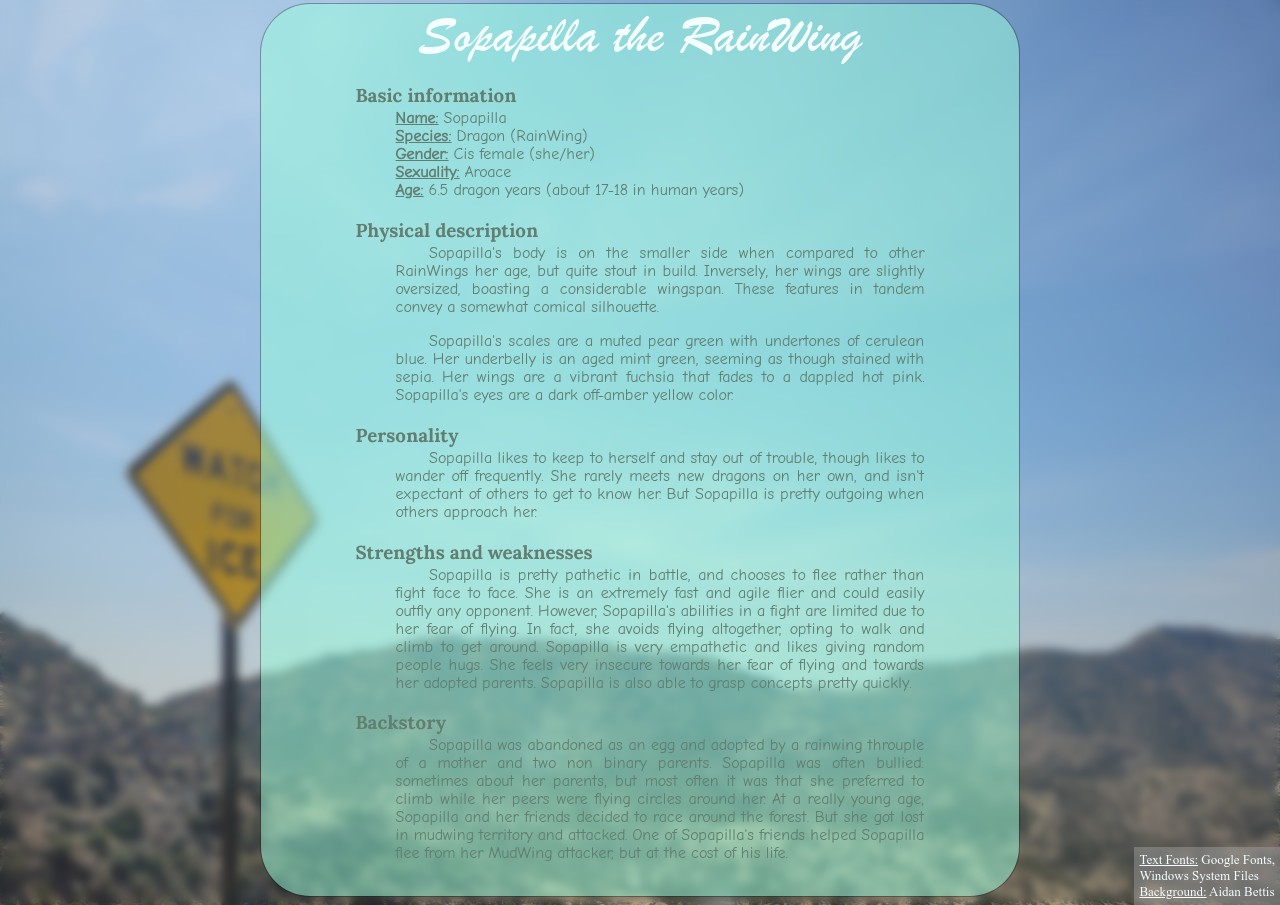 Sopapilla the RainWing
Basic information
Name: Sopapilla
Species: Dragon (RainWing)
Gender: Cis female (she/her)
Sexuality: Aroace
Age: 6.5 dragon years (about 17-18 in human years)
Physical description
Sopapilla's body is on the smaller side when compared to other
RainWings her age, but quite stout in build. Inversely, her wings are slightly
oversized, boasting a considerable wingspan. These features in tandem
convey a somewhat comical silhouette.
Sopapilla's scales are a muted pear green with undertones of cerulean
blue. Her underbelly is an aged mint green, seeming as though stained with
sepia. Her wings are a vibrant fuchsia that fades to a dappled hot pink.
Sopapilla's eyes are a dark off-amber yellow color.
Personality
Sopapilla likes to keep to herself and stay out of trouble, though likes to
wander off frequently. She rarely meets new dragons on her own, and isn't
expectant of others to get to know her. But Sopapilla is pretty outgoing when
others approach her.
Strengths and weaknesses
Sopapilla is pretty pathetic in battle, and chooses to flee rather than
fight face to face. She is an extremely fast and agile flier and could easily
outfly any opponent. However, Sopapilla's abilities in a fight are limited due to
her fear of flying. In fact, she avoids flying altogether, opting to walk and
climb to get around. Sopapilla is very empathetic and likes giving random
people hugs. She feels very insecure towards her fear of flying and towards
her adopted parents. Sopapilla is also able to grasp concepts pretty quickly.
Backstory
Sopapilla was abandoned as an egg and adopted by a rainwing throuple
of a mother and two non binary parents. Sopapilla was often bullied:
sometimes about her parents, but most often it was that she preferred to
climb while her peers were flying circles around her. At a really young age,
Sopapilla and her friends decided to race around the forest. But she got lost
in mudwing territory and attacked. One of Sopapilla's friends helped Sopapilla
flee from her MudWing attacker, but at the cost of his life.
WATCH
FOR
ICE
Text Fonts: Google Fonts,
Windows System Files
Background: Aidan Bettis